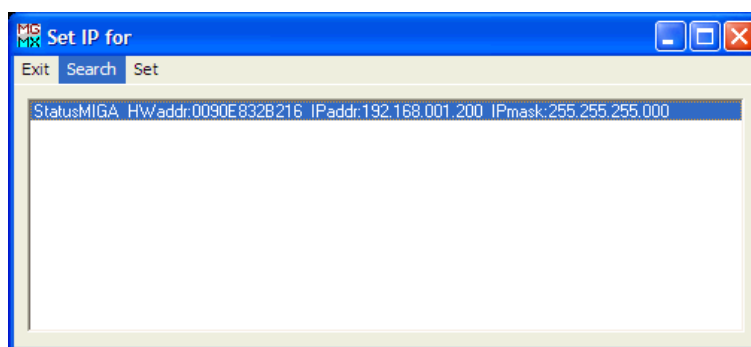 MG
MX
Set IP for
Exit Search Set
StatusMIGA HWaddr:0090E832B216 IPaddr:192.168.001.200 IPmask:255.255.255.000